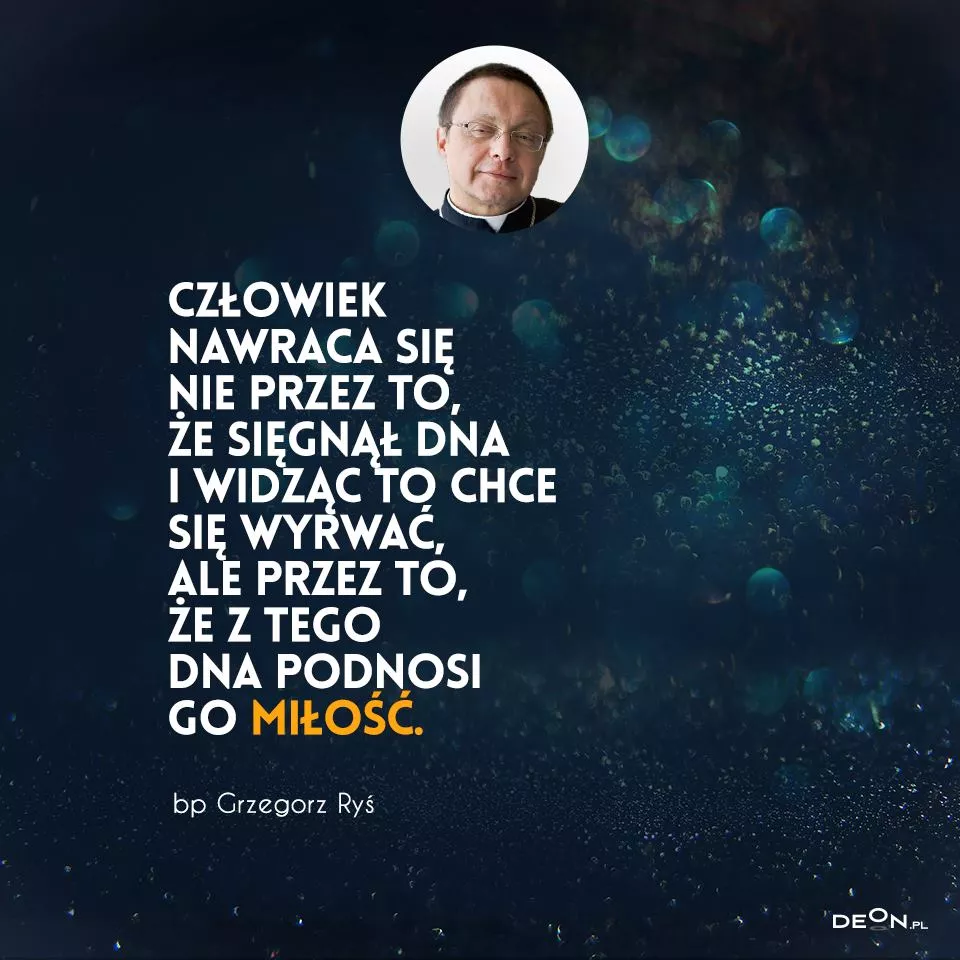 CZŁOWIEK
NAWRACA SIĘ
NIE PRZEZ TO,
ŻE SIĘGNĄŁ DNA
I WIDZĄC TO CHCE
SIĘ WYRWAĆ,
ALE PRZEZ TO,
ŻE Z TEGO
DNA PODNOSI
GO MIŁOŚĆ.
bp Grzegorz Ryś
DEON.PL